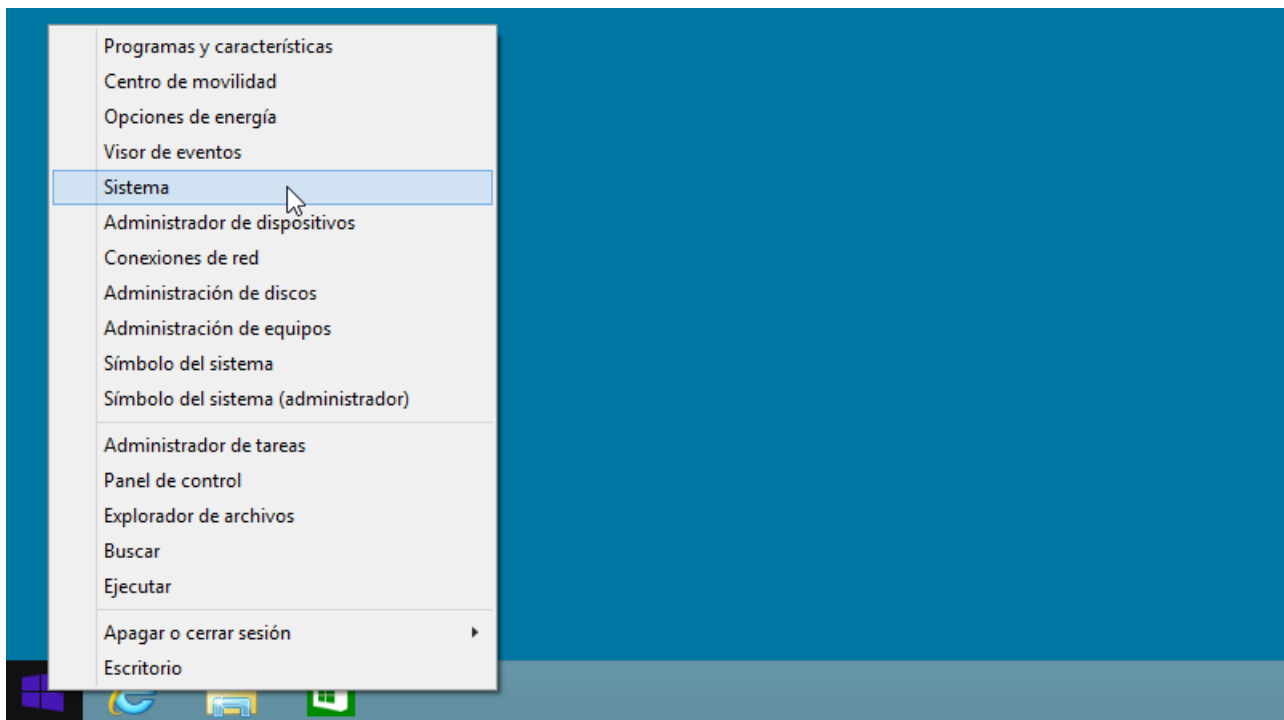 Programas y características
Centro de movilidad
Opciones de energía
Visor de eventos
Sistema
Administrador de dispositivos
Conexiones de red
Administración de discos
Administración de equipos
Símbolo del sistema
Símbolo del sistema (administrador)
Administrador de tareas
Panel de control
Explorador de archivos
Buscar
Ejecutar
Apagar o cerrar sesión
Escritorio